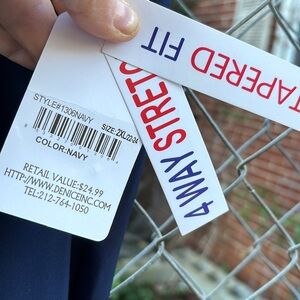 STYLE#1306NAVY
SIZE: 2XL/22-24
COLOR:NAVY
RETAIL VALUE:$24.99
HTTP://WWW.DENICEINC.COM
TEL:212-764-1050
4 WAY STRETC
TAPERED FIT